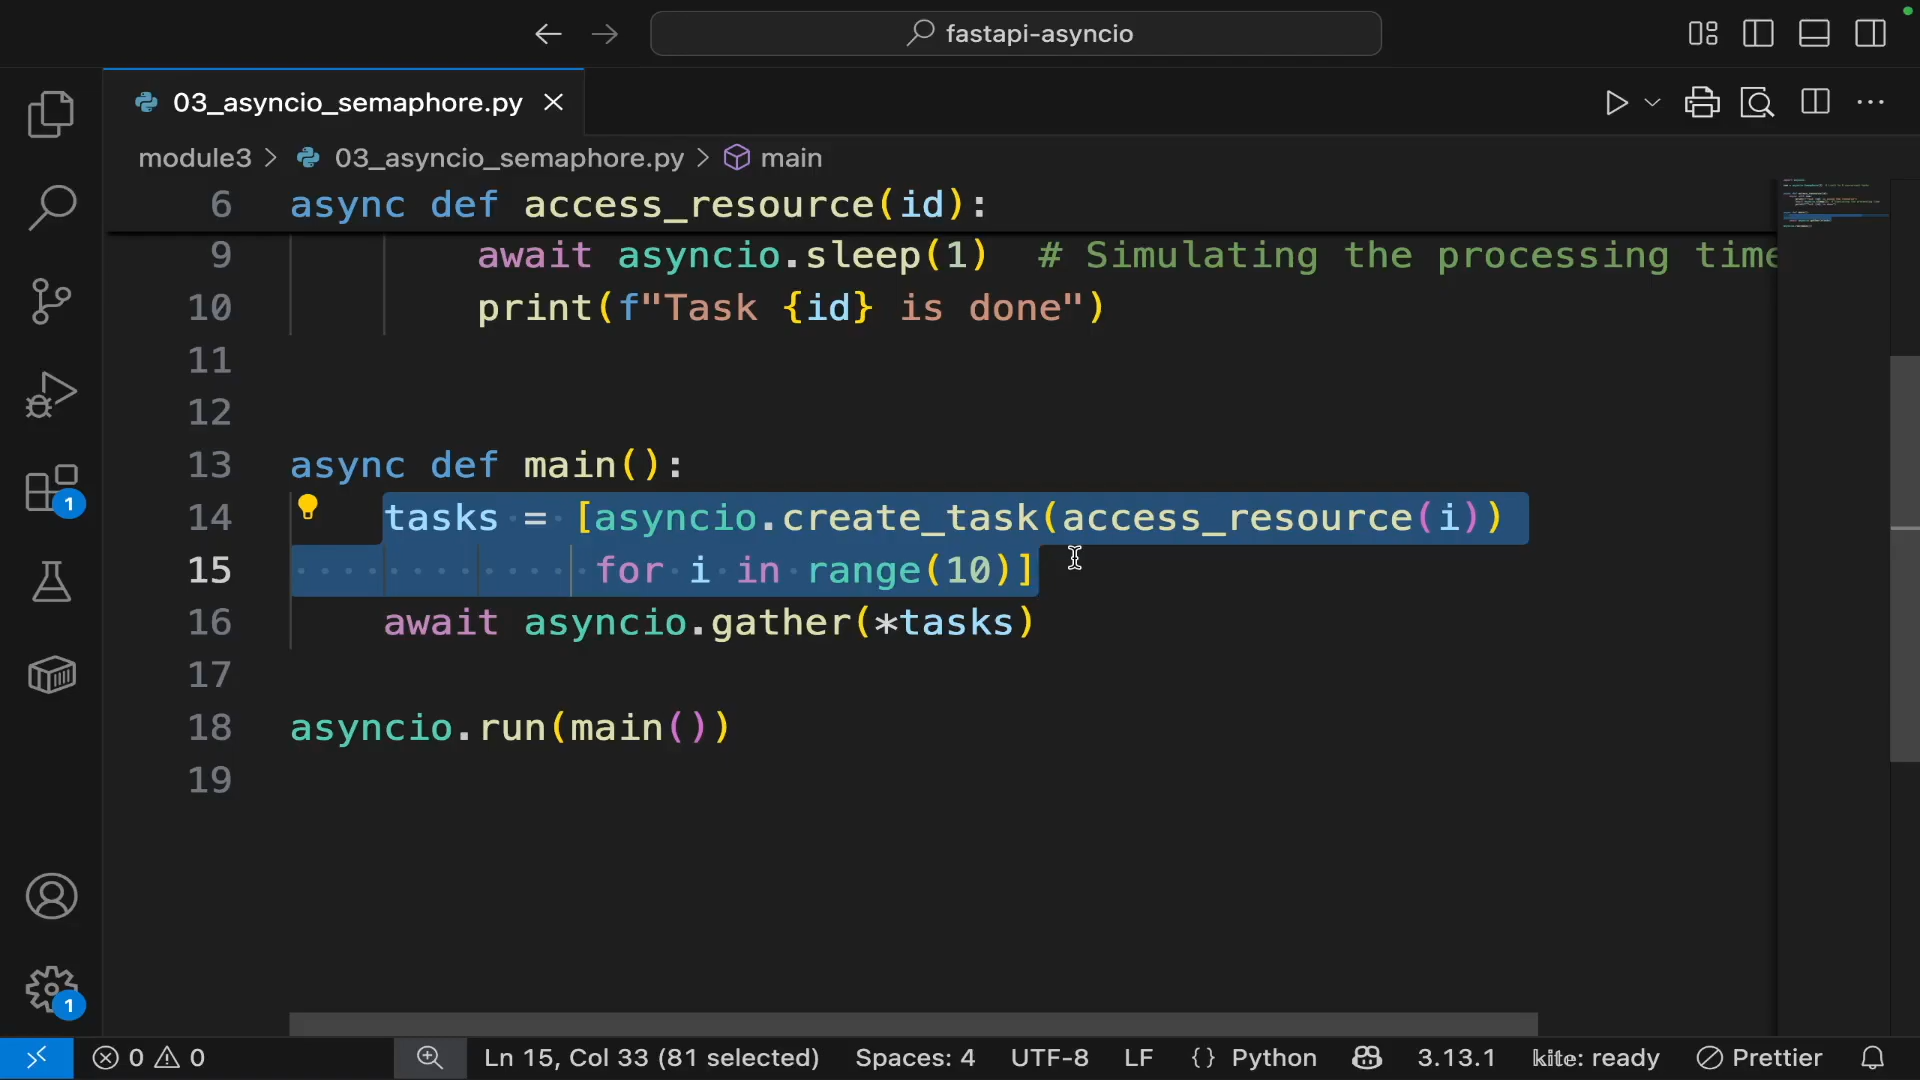 fastapi-asyncio
03_asyncio_semaphore.py
module3 > 03_asyncio_semaphore.py > main
6 async def access_resource(id):
9 await asyncio.sleep(1)  # Simulating the processing time
10 print(f"Task {id} is done")
11
12
13 async def main():
14 tasks = [asyncio.create_task(access_resource(i))
15 for i in range(10)]
16 await asyncio.gather(*tasks)
17
18 asyncio.run(main())
19
1
1
0 0 Ln 15, Col 33 (81 selected) Spaces: 4 UTF-8 LF {} Python 3.13.1 kite: ready Prettier